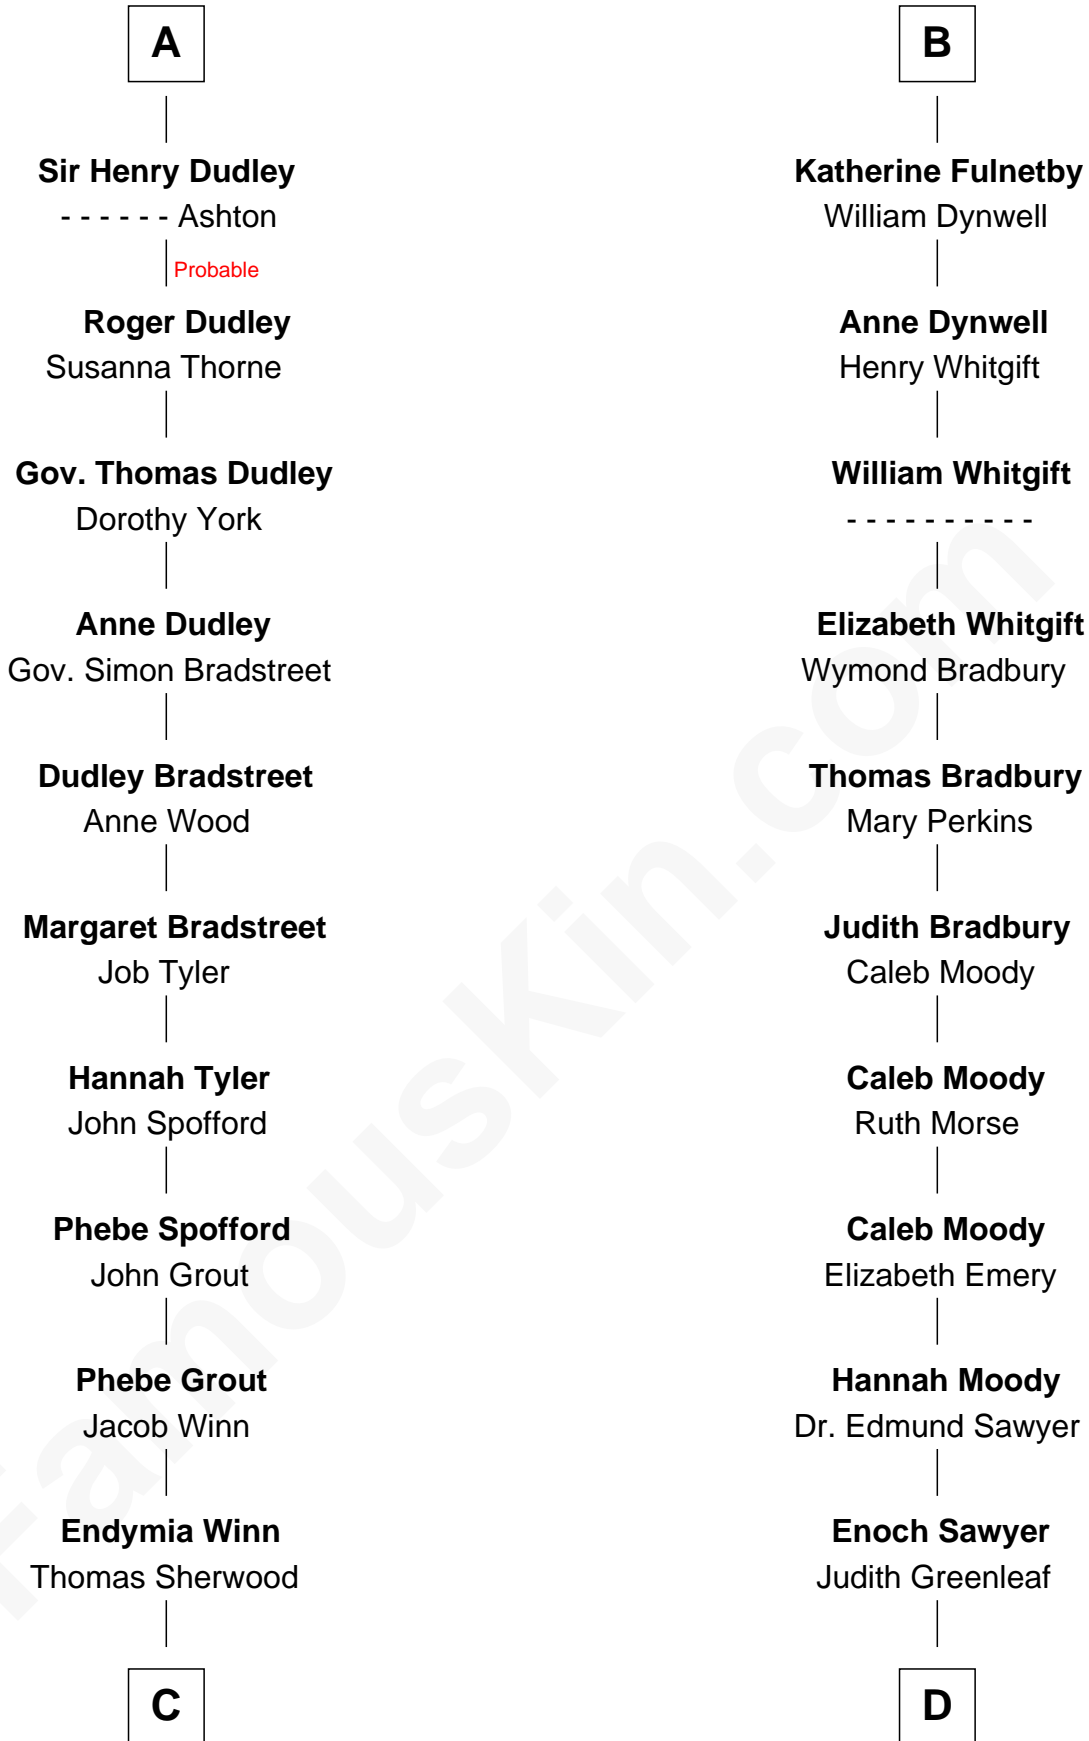 A
Sir Henry Dudley
- - - - - - Ashton
Probable
Roger Dudley
Susanna Thorne
Gov. Thomas Dudley
Dorothy York
Anne Dudley
Gov. Simon Bradstreet
Dudley Bradstreet
Anne Wood
Margaret Bradstreet
Job Tyler
Hannah Tyler
John Spofford
Phebe Spofford
John Grout
Phebe Grout
Jacob Winn
Endymia Winn
Thomas Sherwood
C
B
Katherine Fulnetby
William Dynwell
Anne Dynwell
Henry Whitgift
William Whitgift
- - - - - - - - - -
Elizabeth Whitgift
Wymond Bradbury
Thomas Bradbury
Mary Perkins
Judith Bradbury
Caleb Moody
Caleb Moody
Ruth Morse
Caleb Moody
Elizabeth Emery
Hannah Moody
Dr. Edmund Sawyer
Enoch Sawyer
Judith Greenleaf
D
FamousKin.com